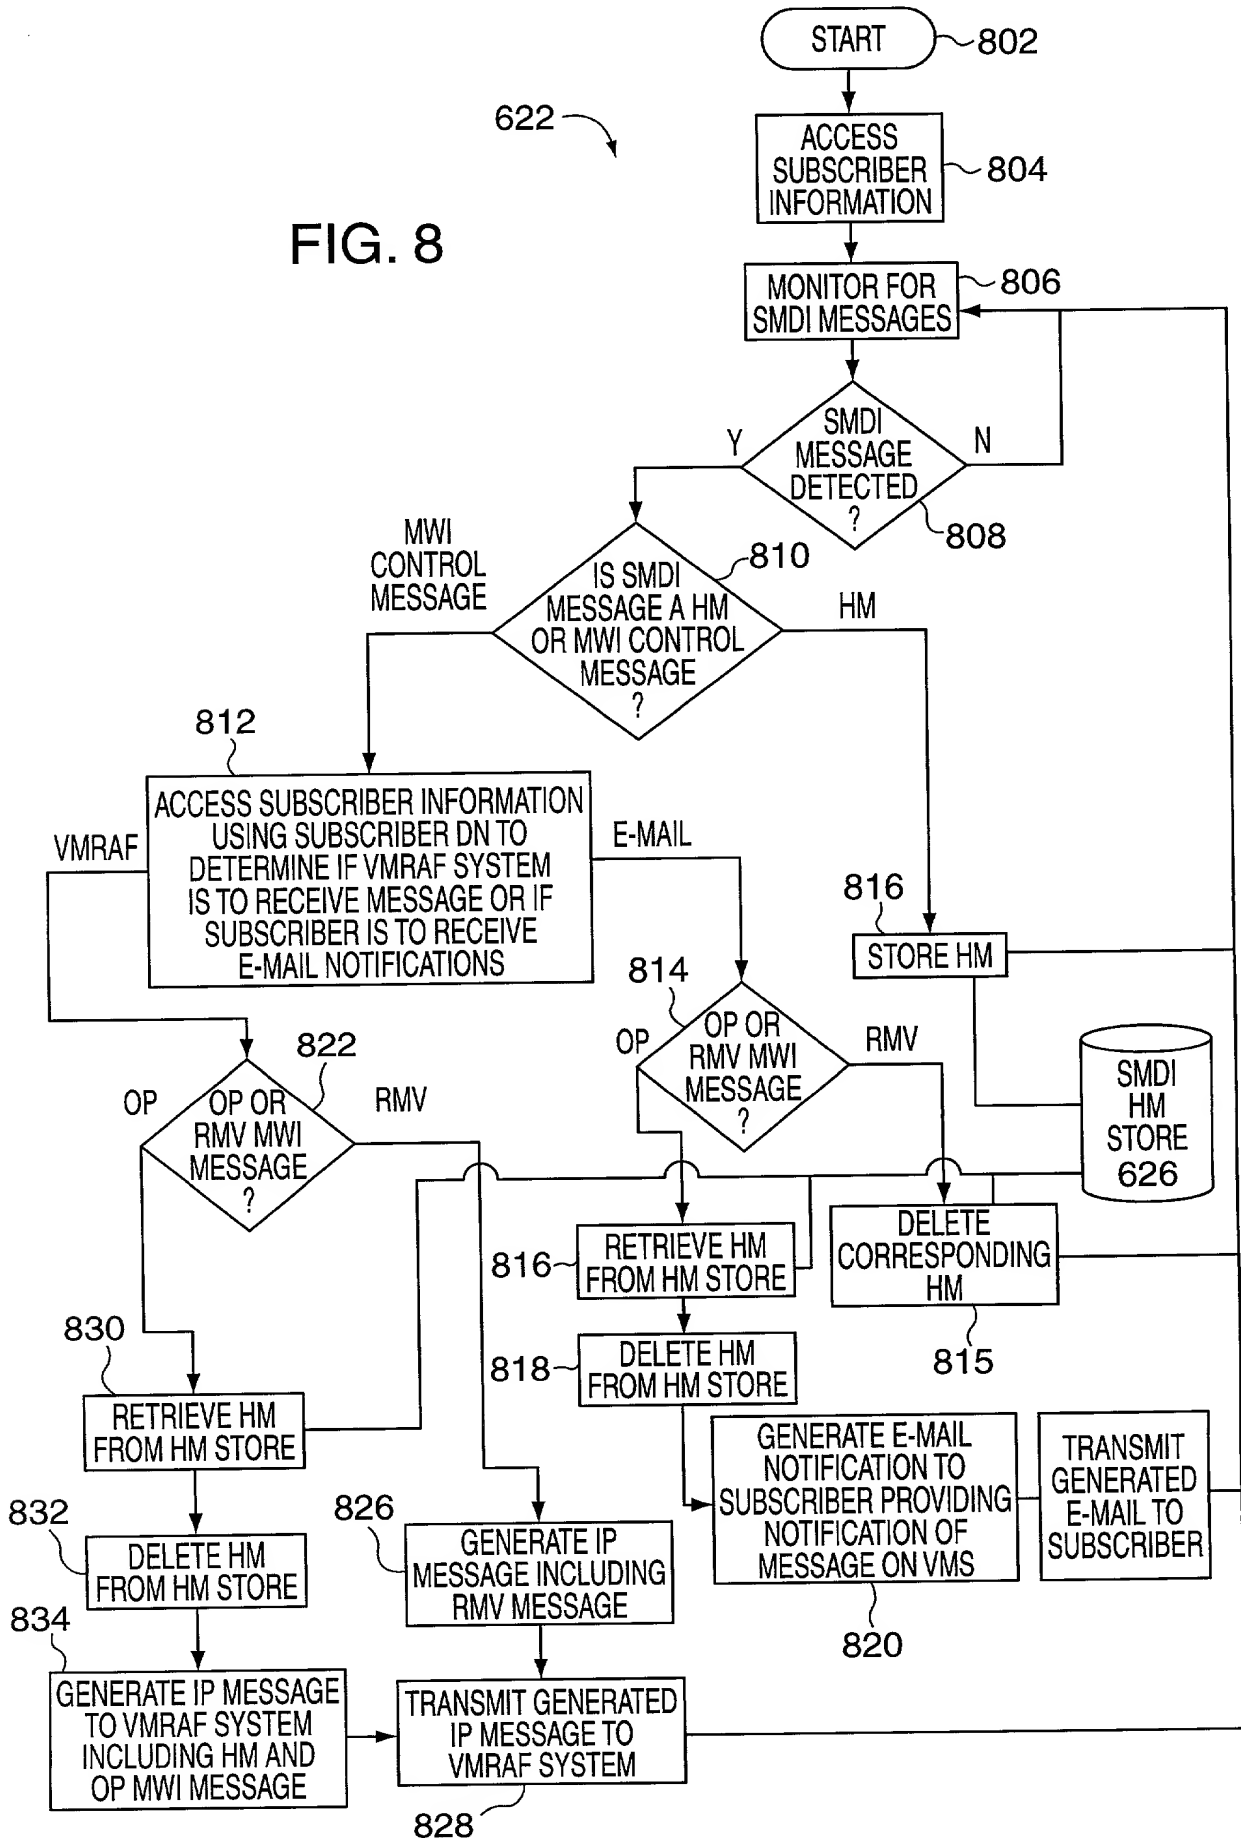 START
802
622
ACCESS
SUBSCRIBER
INFORMATION
804
FIG. 8
MONITOR FOR
SMDI MESSAGES
806
SMDI
MESSAGE
DETECTED
?
Y
N
808
MWI
CONTROL
MESSAGE
IS SMDI
MESSAGE A HM
OR MWI CONTROL
MESSAGE
?
810
HM
812
ACCESS SUBSCRIBER INFORMATION
USING SUBSCRIBER DN TO
DETERMINE IF VMRAF SYSTEM
IS TO RECEIVE MESSAGE OR IF
SUBSCRIBER IS TO RECEIVE
E-MAIL NOTIFICATIONS
VMRAF
E-MAIL
816
STORE HM
814
OP
OP OR
RMV MWI
MESSAGE
?
RMV
SMDI
HM
STORE
626
822
OP
OP OR
RMV MWI
MESSAGE
?
RMV
816
RETRIEVE HM
FROM HM STORE
DELETE
CORRESPONDING
HM
815
818
DELETE HM
FROM HM STORE
830
RETRIEVE HM
FROM HM STORE
GENERATE E-MAIL
NOTIFICATION TO
SUBSCRIBER PROVIDING
NOTIFICATION OF
MESSAGE ON VMS
820
TRANSMIT
GENERATED
E-MAIL TO
SUBSCRIBER
832
DELETE HM
FROM HM STORE
826
GENERATE IP
MESSAGE INCLUDING
RMV MESSAGE
834
GENERATE IP MESSAGE
TO VMRAF SYSTEM
INCLUDING HM AND
OP MWI MESSAGE
TRANSMIT GENERATED
IP MESSAGE TO
VMRAF SYSTEM
828